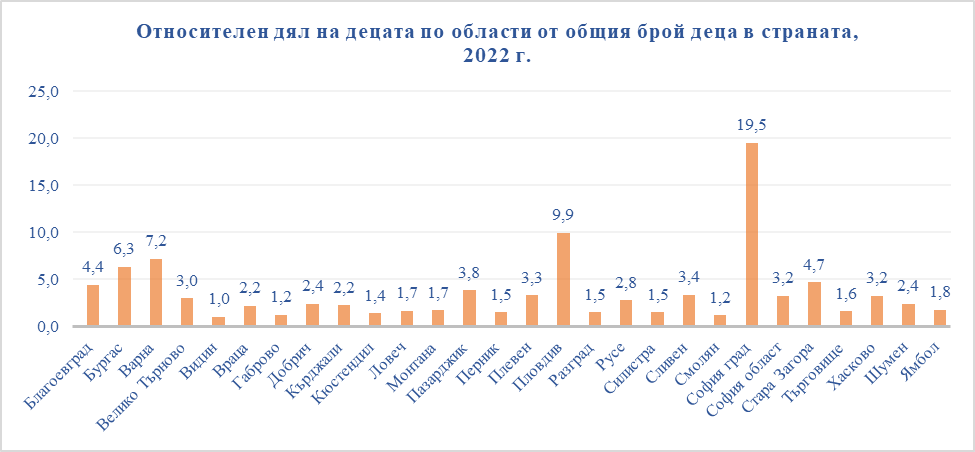 Относителен дял на децата по области от общия брой деца в страната,
2022 г.
25,0
20,0
15,0
10,0
5,0
0,0
4,4
6,3
7,2
3,0
1,0
2,2
1,2
2,4
2,2
1,4
1,7
1,7
3,8
1,5
3,3
9,9
1,5
2,8
1,5
3,4
1,2
19,5
3,2
4,7
1,6
3,2
2,4
1,8
Благоевград
Бургас
Варна
Велико Търново
Видин
Враца
Габрово
Добрич
Кърджали
Кюстендил
Ловеч
Монтана
Пазарджик
Перник
Плевен
Пловдив
Разград
Русе
Силистра
Сливен
Смолян
София град
София област
Стара Загора
Търговище
Хасково
Шумен
Ямбол